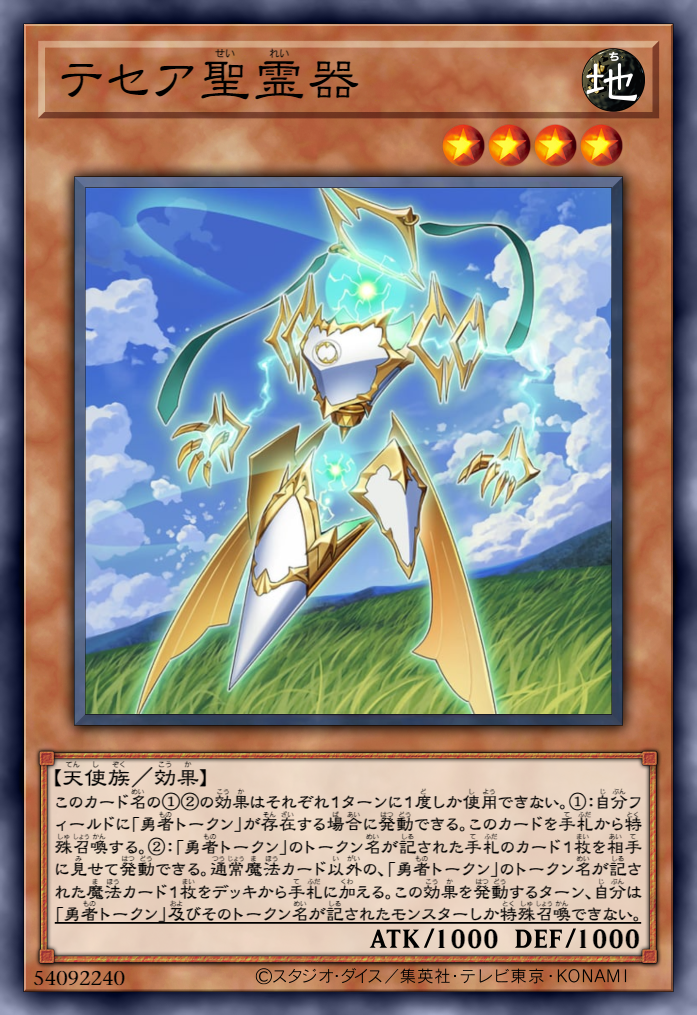 テセア聖霊器
地
【天使族／効果】
このカード名の①②の効果はそれぞれ1ターンに1度しか使用できない。①：自分フ
ィールドに「勇者トークン」が存在する場合に発動できる。このカードを手札から特
殊召喚する。②：「勇者トークン」のトークン名が記された手札のカード1枚を相手
に見せて発動できる。通常魔法カード以外の、「勇者トークン」のトークン名が記さ
れた魔法カード1枚をデッキから手札に加える。この効果を発動するターン、自分は
「勇者トークン」及びそのトークン名が記されたモンスターしか特殊召喚できない。
ATK/1000 DEF/1000
54092240 ©スタジオ・ダイス／集英社・テレビ東京・KONAMI